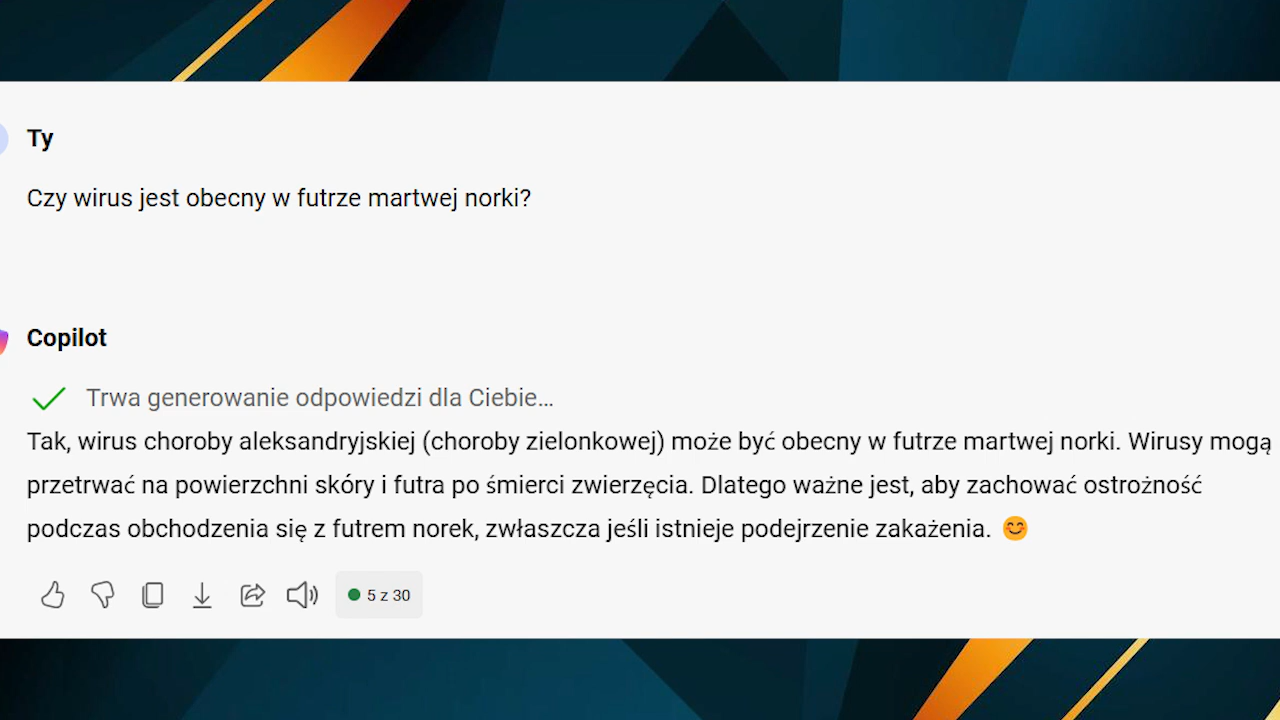 Ty
Czy wirus jest obecny w futrze martwej norki?
Copilot
Trwa generowanie odpowiedzi dla Ciebie...
Tak, wirus choroby aleksandryjskiej (choroby zielonkowej) może być obecny w futrze martwej norki. Wirusy mogą
przetrwać na powierzchni skóry i futra po śmierci zwierzęcia. Dlatego ważne jest, aby zachować ostrożność
podczas obchodzenia się z futrem norek, zwłaszcza jeśli istnieje podejrzenie zakażenia. 😊
5 z 30